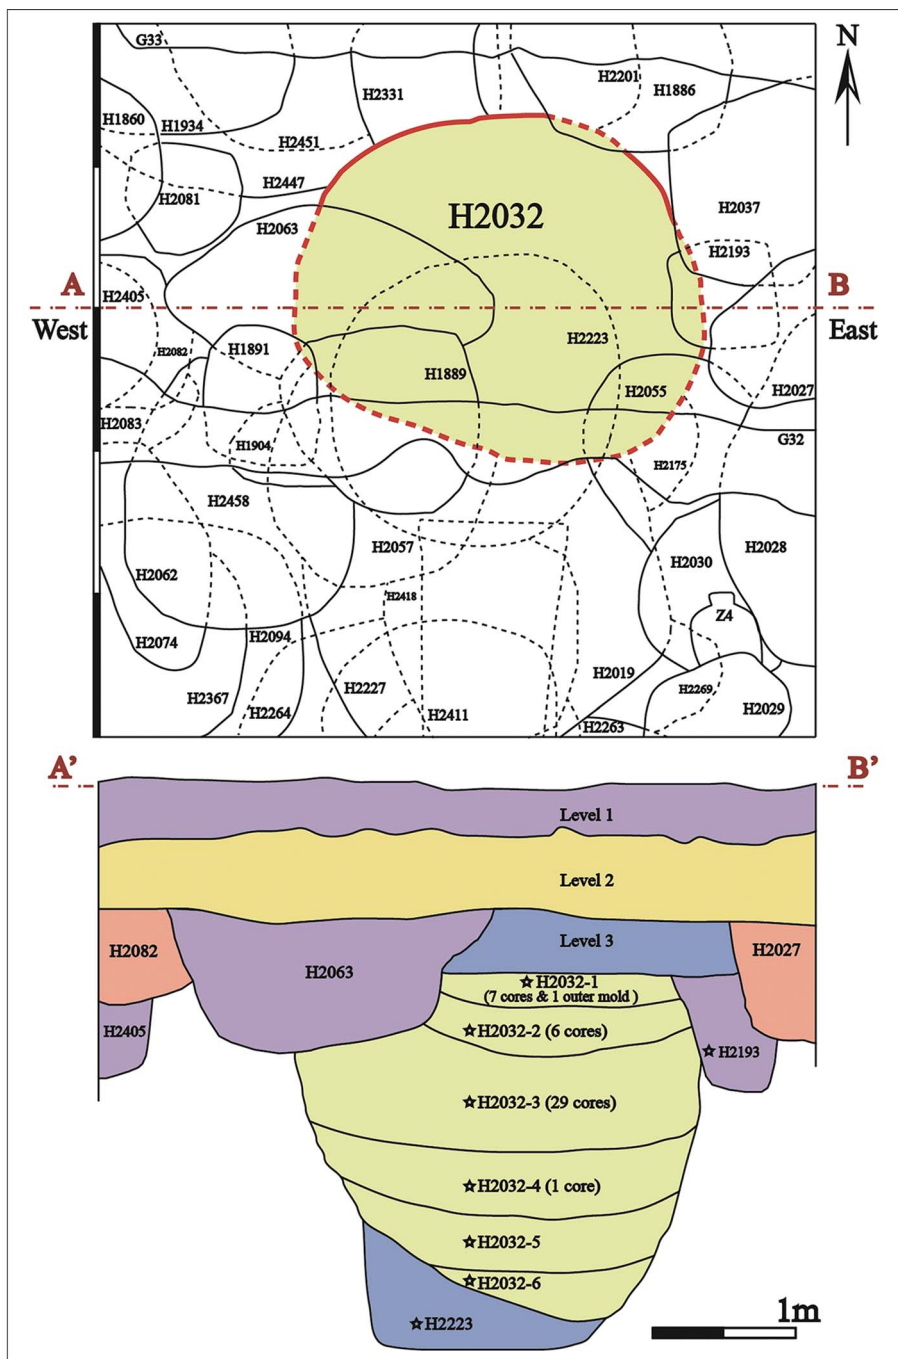 G33
N
H2201
H1886
H2331
H1860
H1934
H2451
H2447
H2081
H2063
H2032
H2037
H2193
A
B
H2405
West
East
H2082
H1891
H2223
H1889
H2055
H2027
H2083
H1904
G32
H2175
H2458
H2057
H2030
H2028
H2062
H2418
Z4
H2074
H2094
H2019
H2367
H2227
H2269
H2264
H2411
H2029
H2263
A’
B’
Level 1
Level 2
Level 3
H2082
H2027
H2063
☆H2032-1
(7 cores & 1 outer mold )
H2405
☆H2032-2 (6 cores)
☆H2193
☆H2032-3 (29 cores)
☆H2032-4 (1 core)
☆H2032-5
☆H2032-6
☆H2223
1m